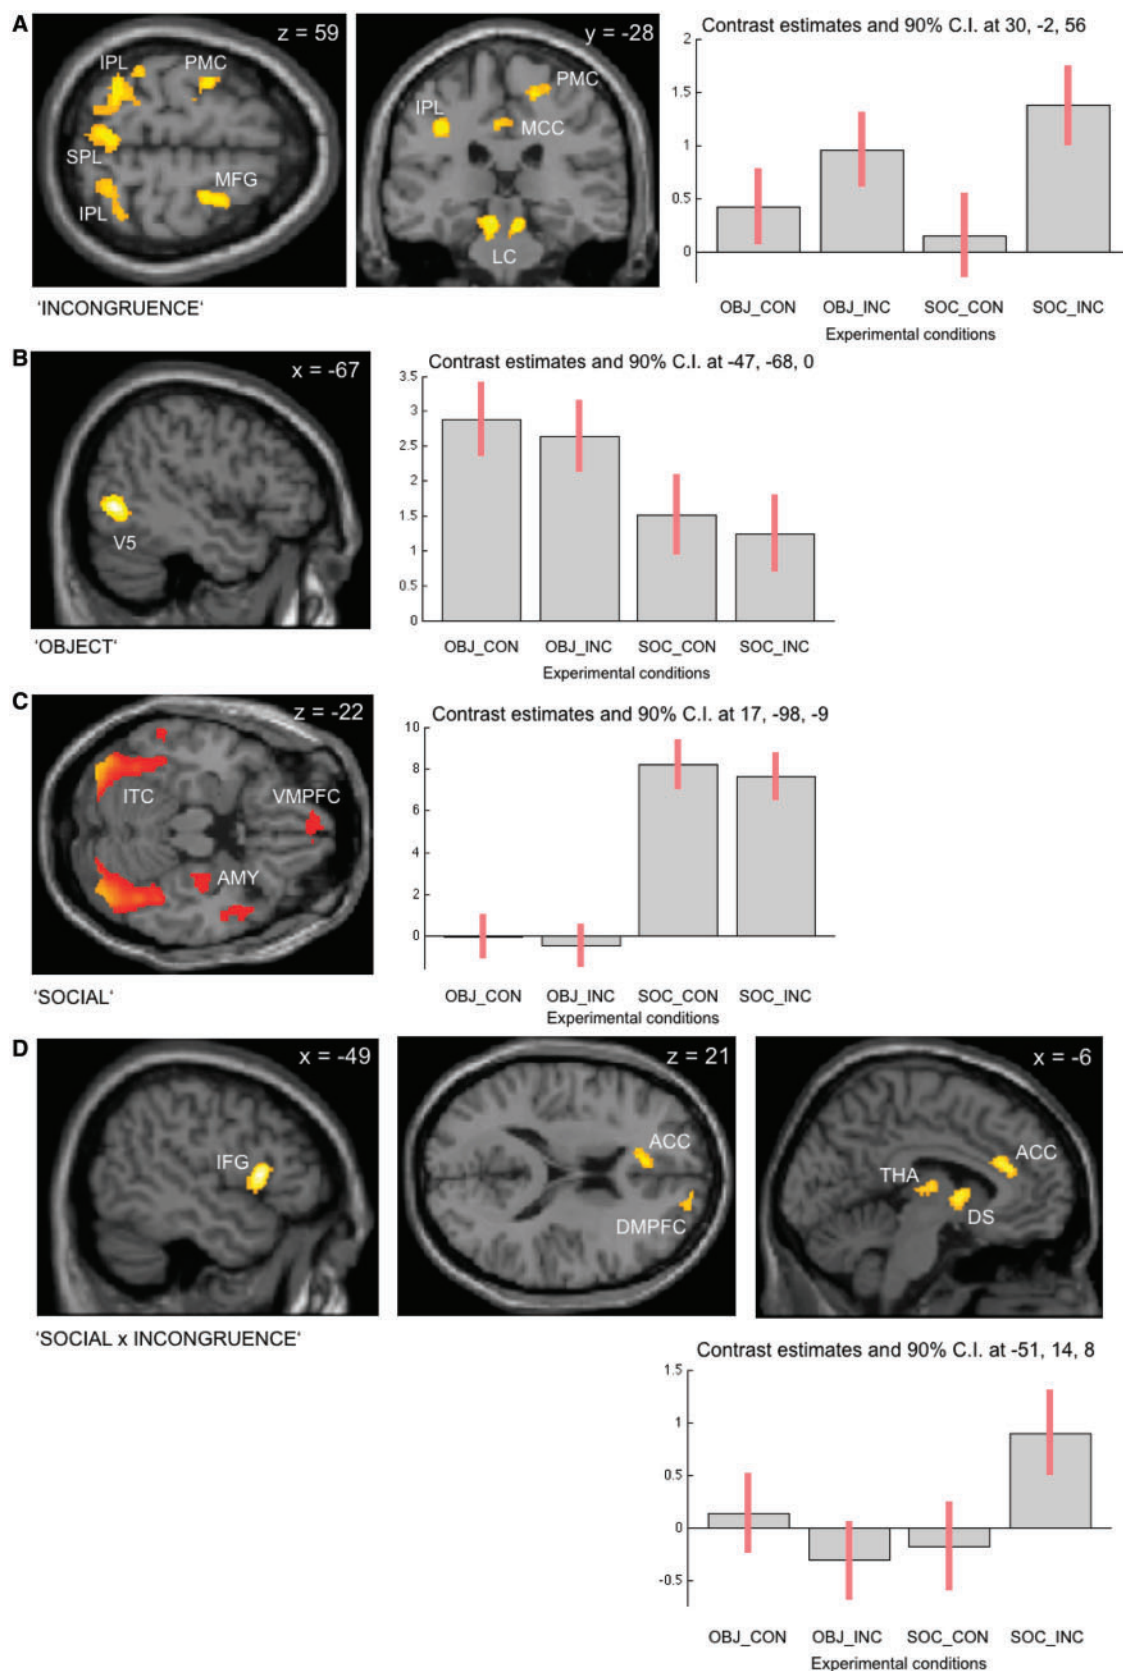 A
z = 59
IPL
PMC
SPL
MFG
IPL
y = -28
PMC
IPL
MCC
LC
'INCONGRUENCE'
Contrast estimates and 90% C.I. at 30, -2, 56
2
1.5
1
0.5
0
OBJ_CON OBJ_INC SOC_CON SOC_INC
Experimental conditions
B
x = -67
V5
'OBJECT'
Contrast estimates and 90% C.I. at -47, -68, 0
3.5
3
2.5
2
1.5
1
0.5
0
OBJ_CON OBJ_INC SOC_CON SOC_INC
Experimental conditions
C
z = -22
ITC
VMPFC
AMY
'SOCIAL'
Contrast estimates and 90% C.I. at 17, -98, -9
10
8
6
4
2
0
OBJ_CON OBJ_INC SOC_CON SOC_INC
Experimental conditions
D
x = -49
IFG
z = 21
ACC
DMPFC
x = -6
ACC
THA
DS
'SOCIAL x INCONGRUENCE'
Contrast estimates and 90% C.I. at -51, 14, 8
1.5
1
0.5
0
-0.5
OBJ_CON OBJ_INC SOC_CON SOC_INC
Experimental conditions